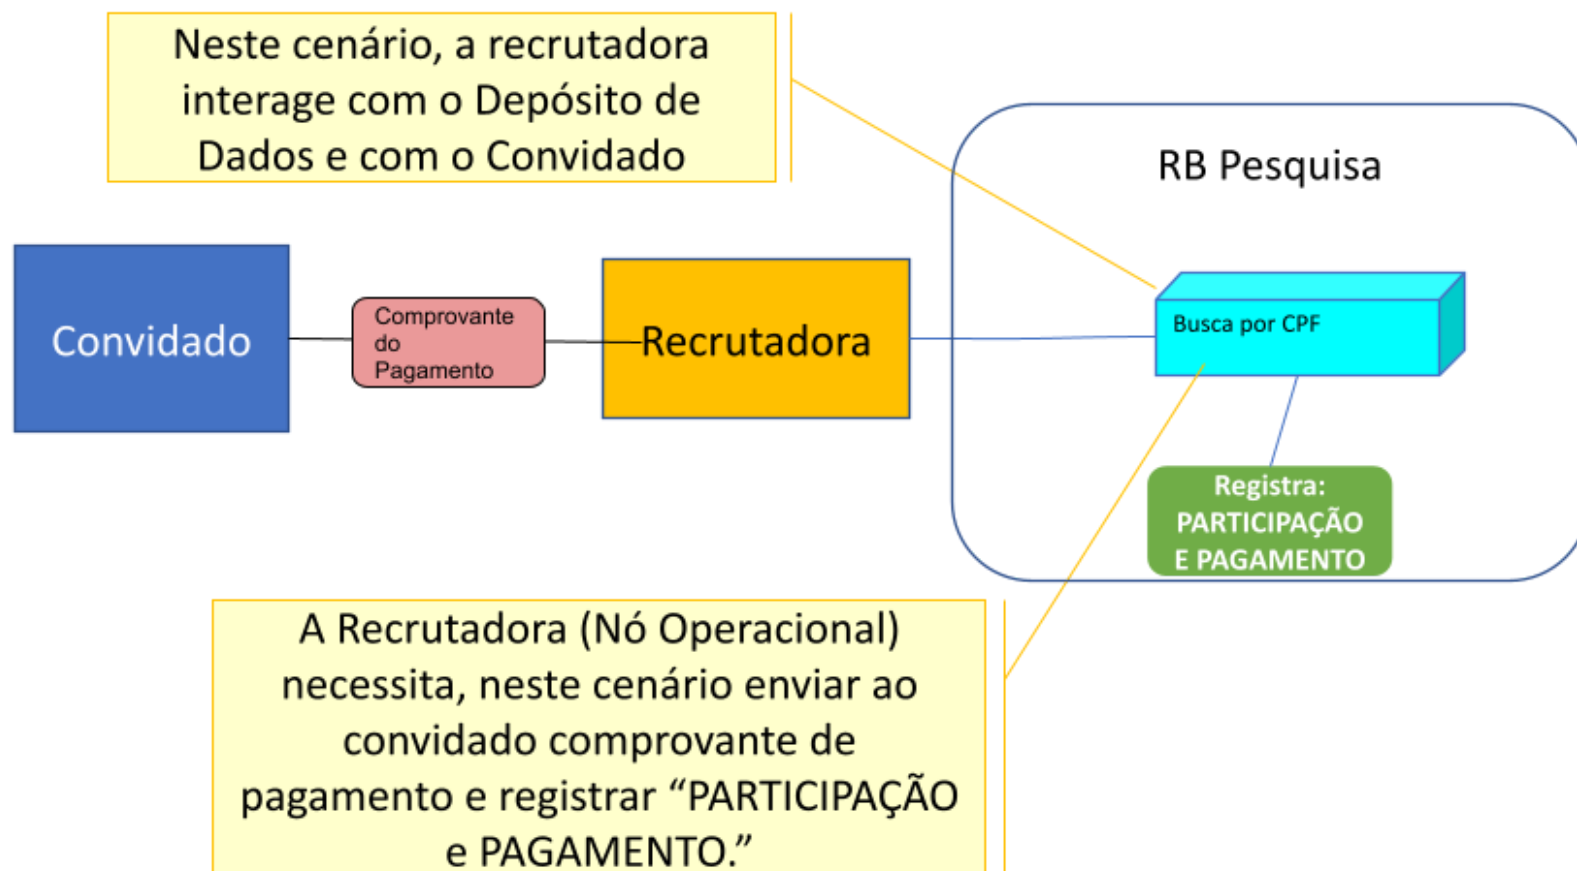 Neste cenário, a recrutadora
interage com o Depósito de
Dados e com o Convidado
RB Pesquisa
Convidado
Comprovante
do
Pagamento
Recrutadora
Busca por CPF
Registra:
PARTICIPAÇÃO
E PAGAMENTO
A Recrutadora (Nó Operacional)
necessita, neste cenário enviar ao
convidado comprovante de
pagamento e registrar “PARTICIPAÇÃO
e PAGAMENTO.”